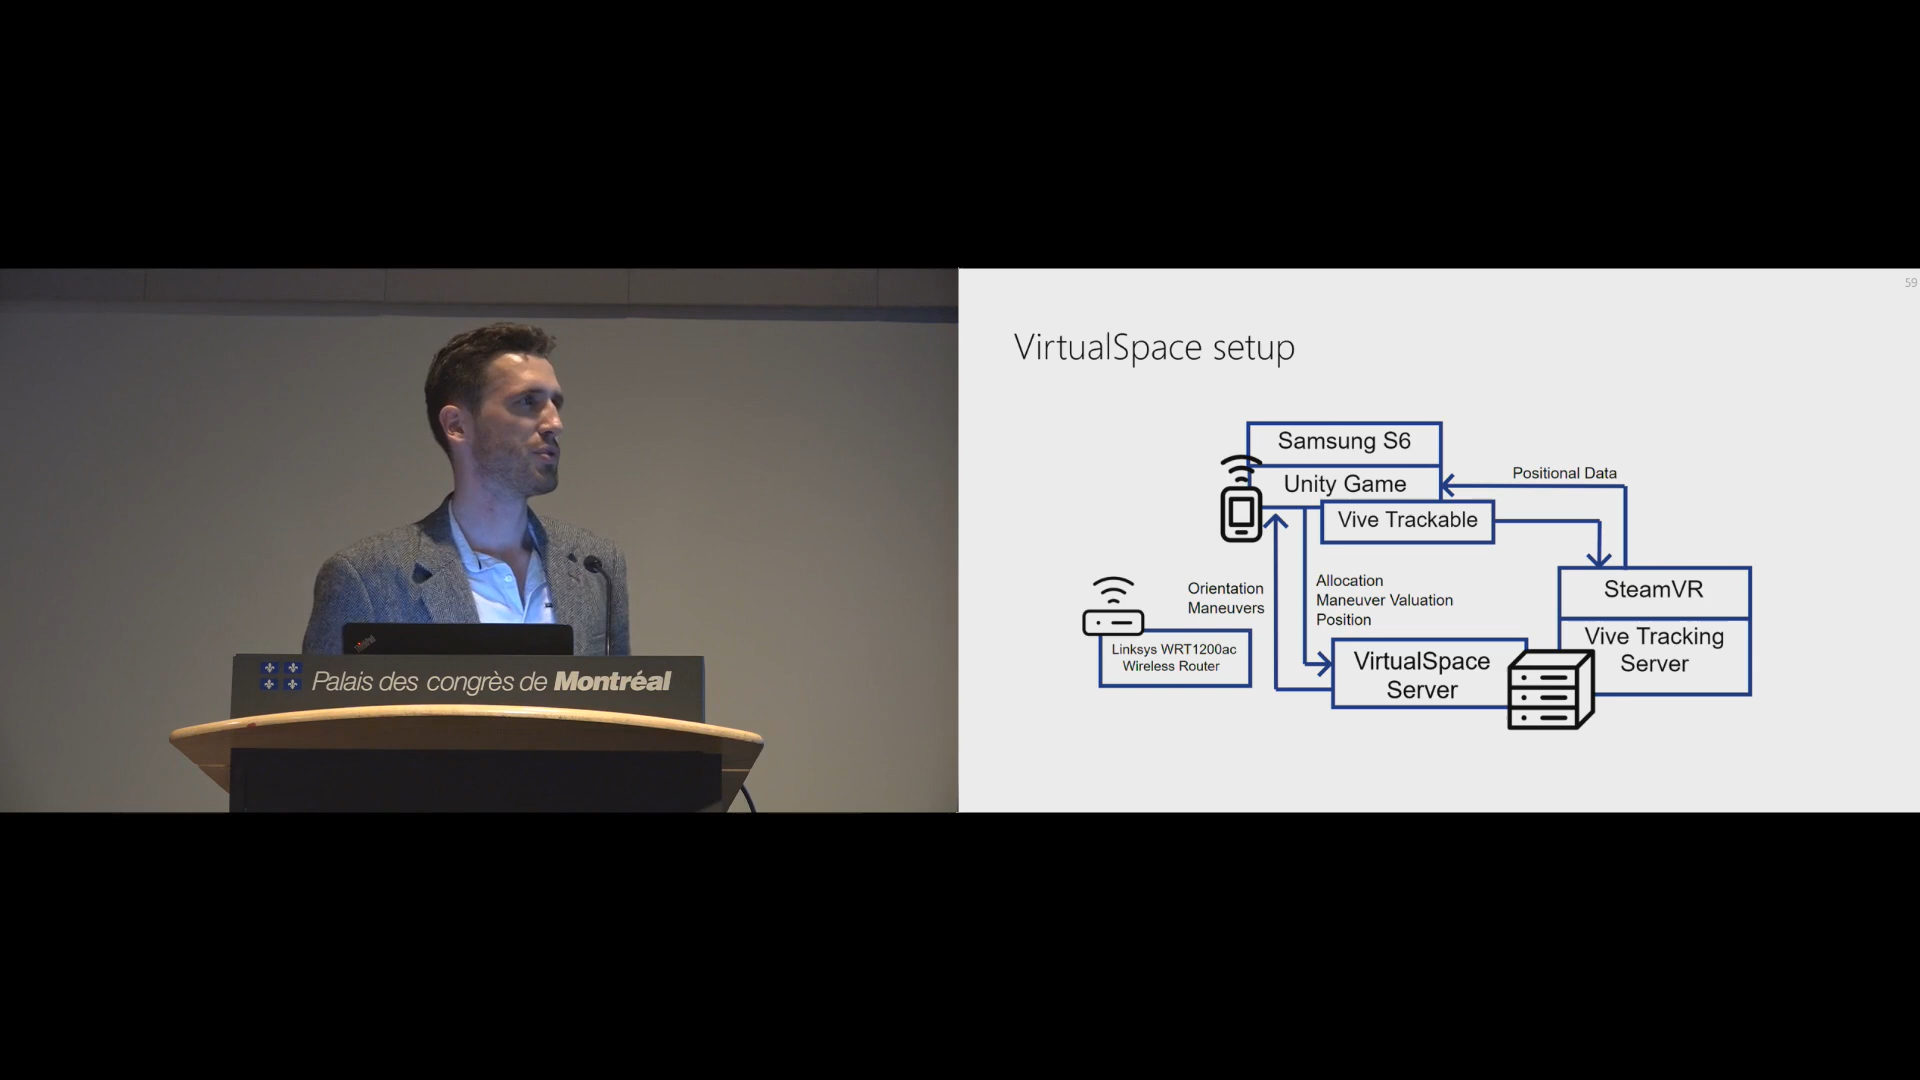 59
VirtualSpace setup
Samsung S6
Unity Game
Positional Data
Vive Trackable
Orientation
Maneuvers
Allocation
Maneuver Valuation
Position
SteamVR
Vive Tracking
Server
Linksys WRT1200ac
Wireless Router
VirtualSpace
Server
Palais des congrès de Montréal